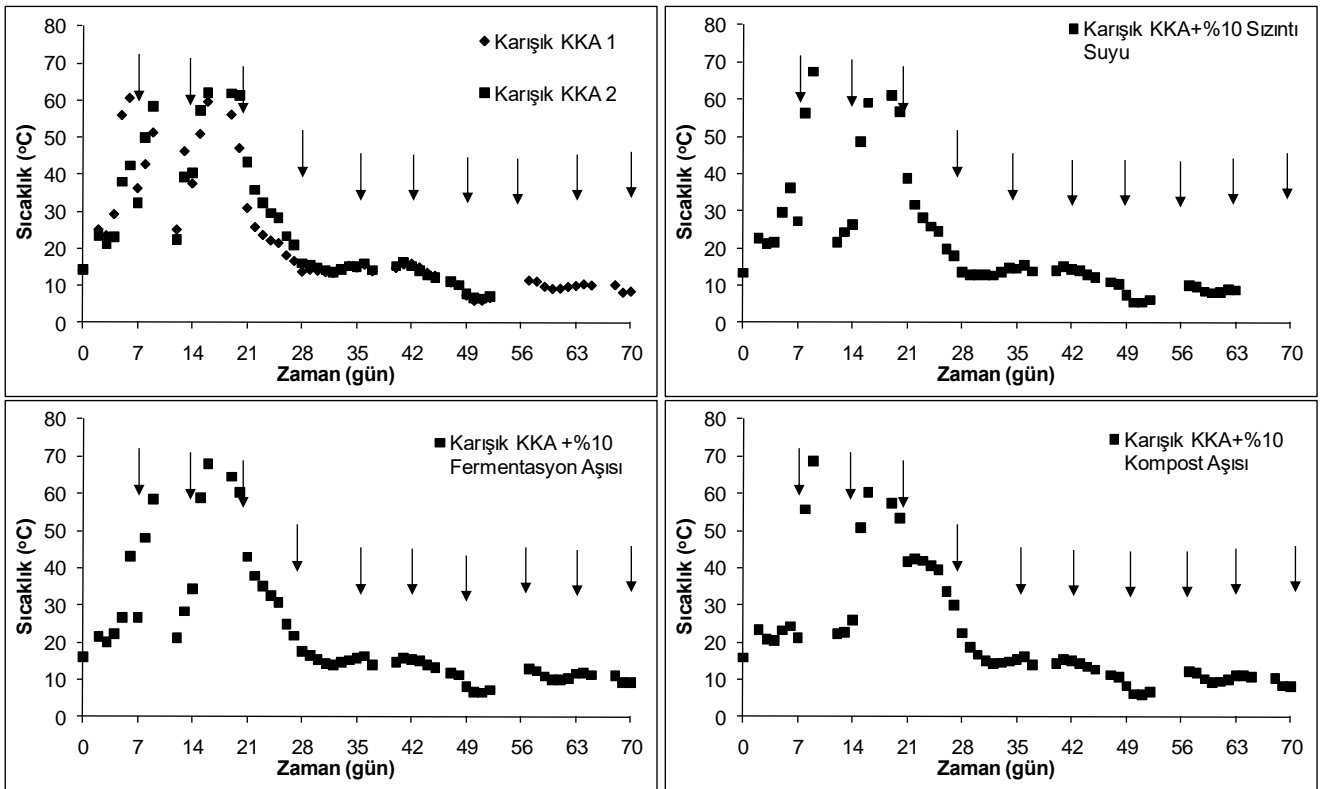 Karışık KKA 1
Karışık KKA 2
Sıcaklık (ºC)
80
70
60
50
40
30
20
10
0
0 7 14 21 28 35 42 49 56 63 70
Zaman (gün)
Karışık KKA+%10 Sızıntı
Suyu
Sıcaklık (ºC)
80
70
60
50
40
30
20
10
0
0 7 14 21 28 35 42 49 56 63 70
Zaman (gün)
Karışık KKA +%10
Fermentasyon Aşısı
Sıcaklık (ºC)
80
70
60
50
40
30
20
10
0
0 7 14 21 28 35 42 49 56 63 70
Zaman (gün)
Karışık KKA+%10
Kompost Aşısı
Sıcaklık (ºC)
80
70
60
50
40
30
20
10
0
0 7 14 21 28 35 42 49 56 63 70
Zaman (gün)